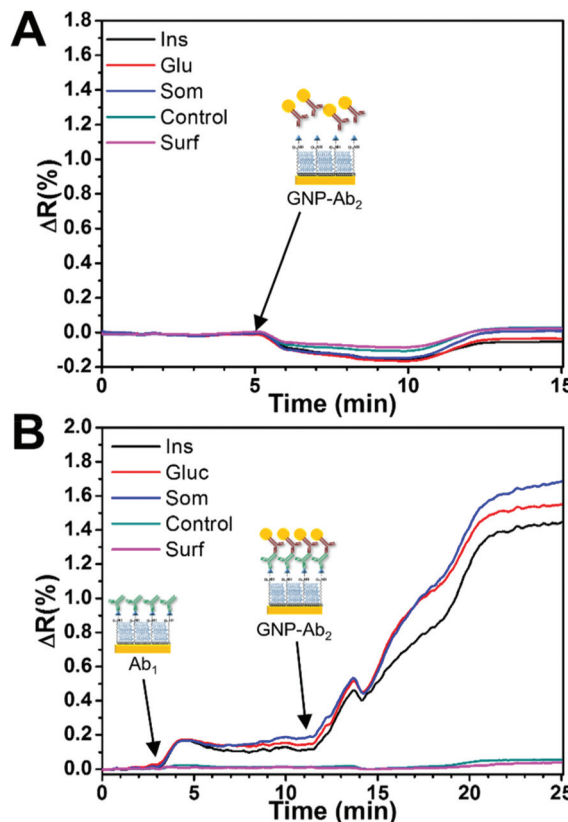 A
1.8
1.6
1.4
1.2
1.0
0.8
0.6
0.4
0.2
0.0
-0.2
ΔR(%)
Ins
Glu
Som
Control
Surf
GNP-Ab₂
0
5
10
15
Time (min)
B
2.0
1.8
1.6
1.4
1.2
1.0
0.8
0.6
0.4
0.2
0.0
ΔR(%)
Ins
Gluc
Som
Control
Surf
Ab₁
GNP-Ab₂
0
5
10
15
20
25
Time (min)